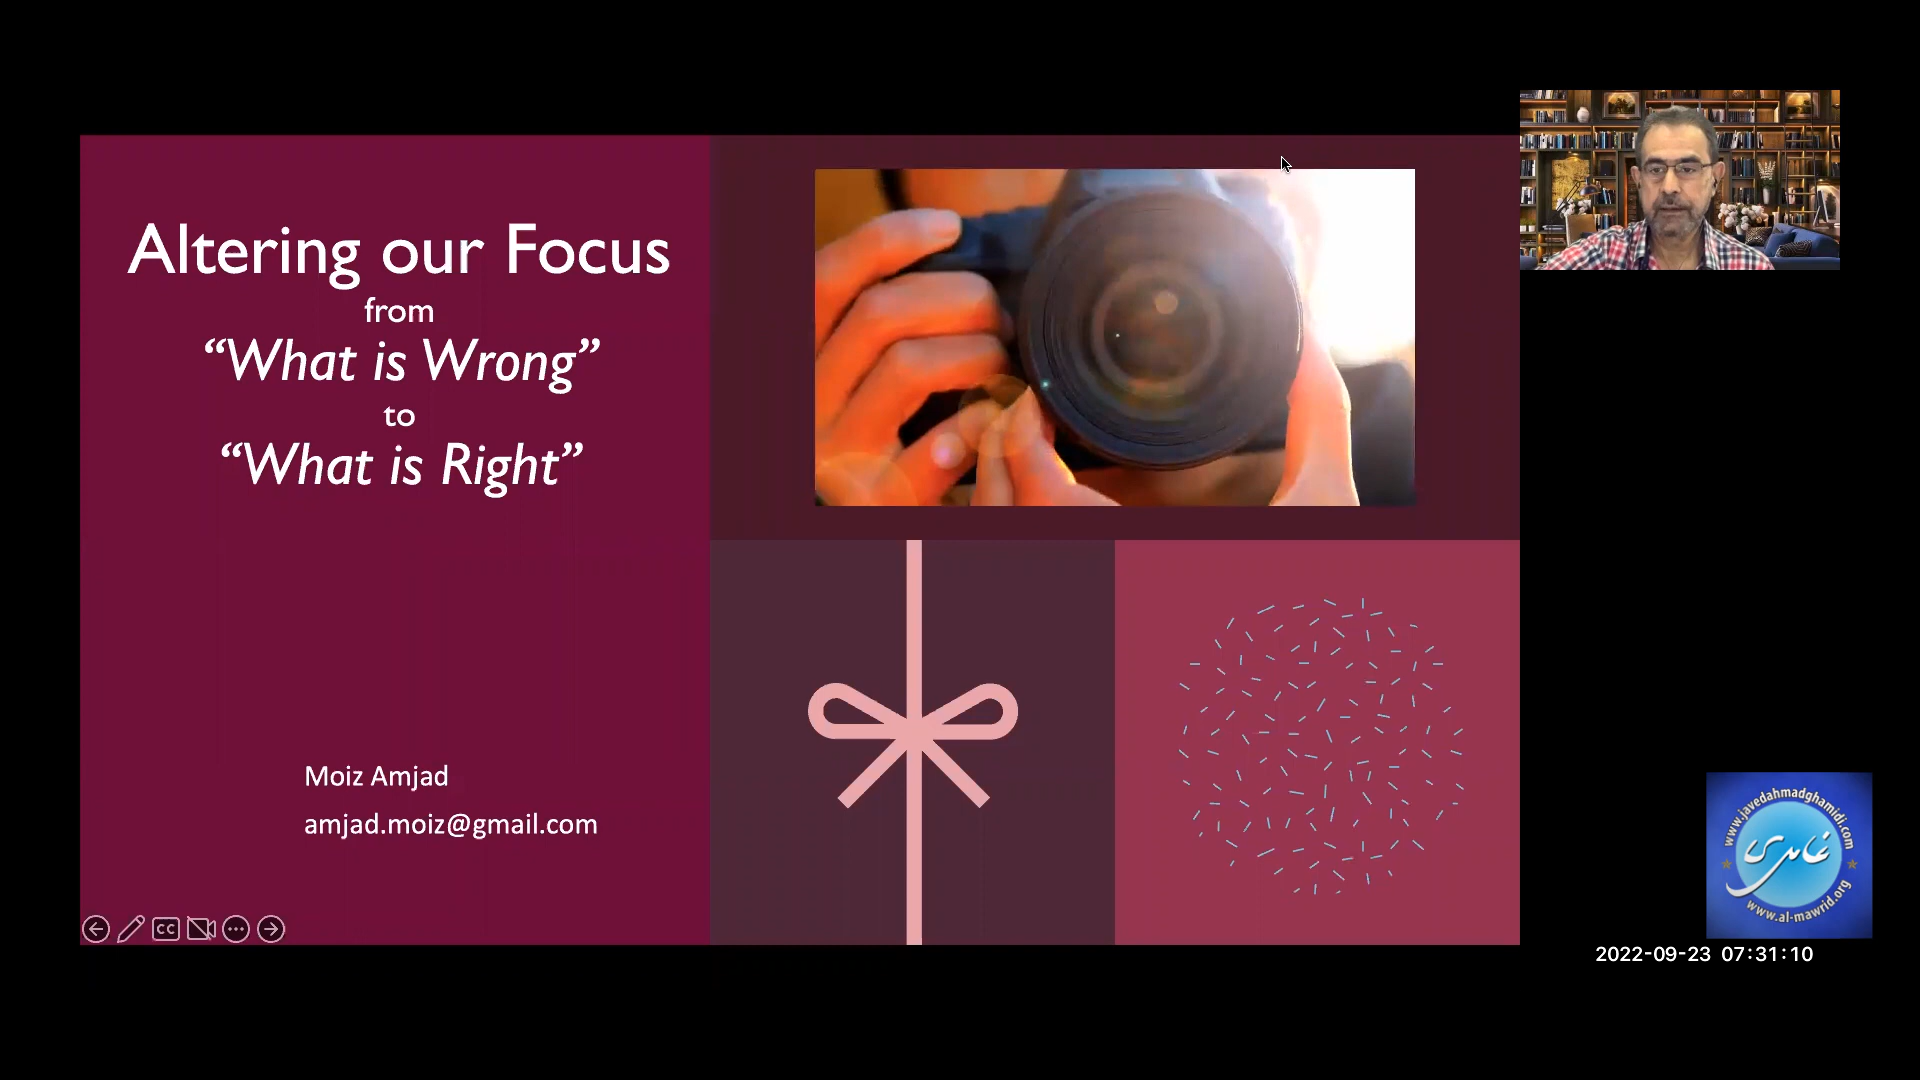 Altering our Focus
from
“What is Wrong”
to
“What is Right”
Moiz Amjad
amjad.moiz@gmail.com
CC
www.javedahmadghamidi.com
غامدی
www.al-mawrid.org
2022-09-23 07:31:10